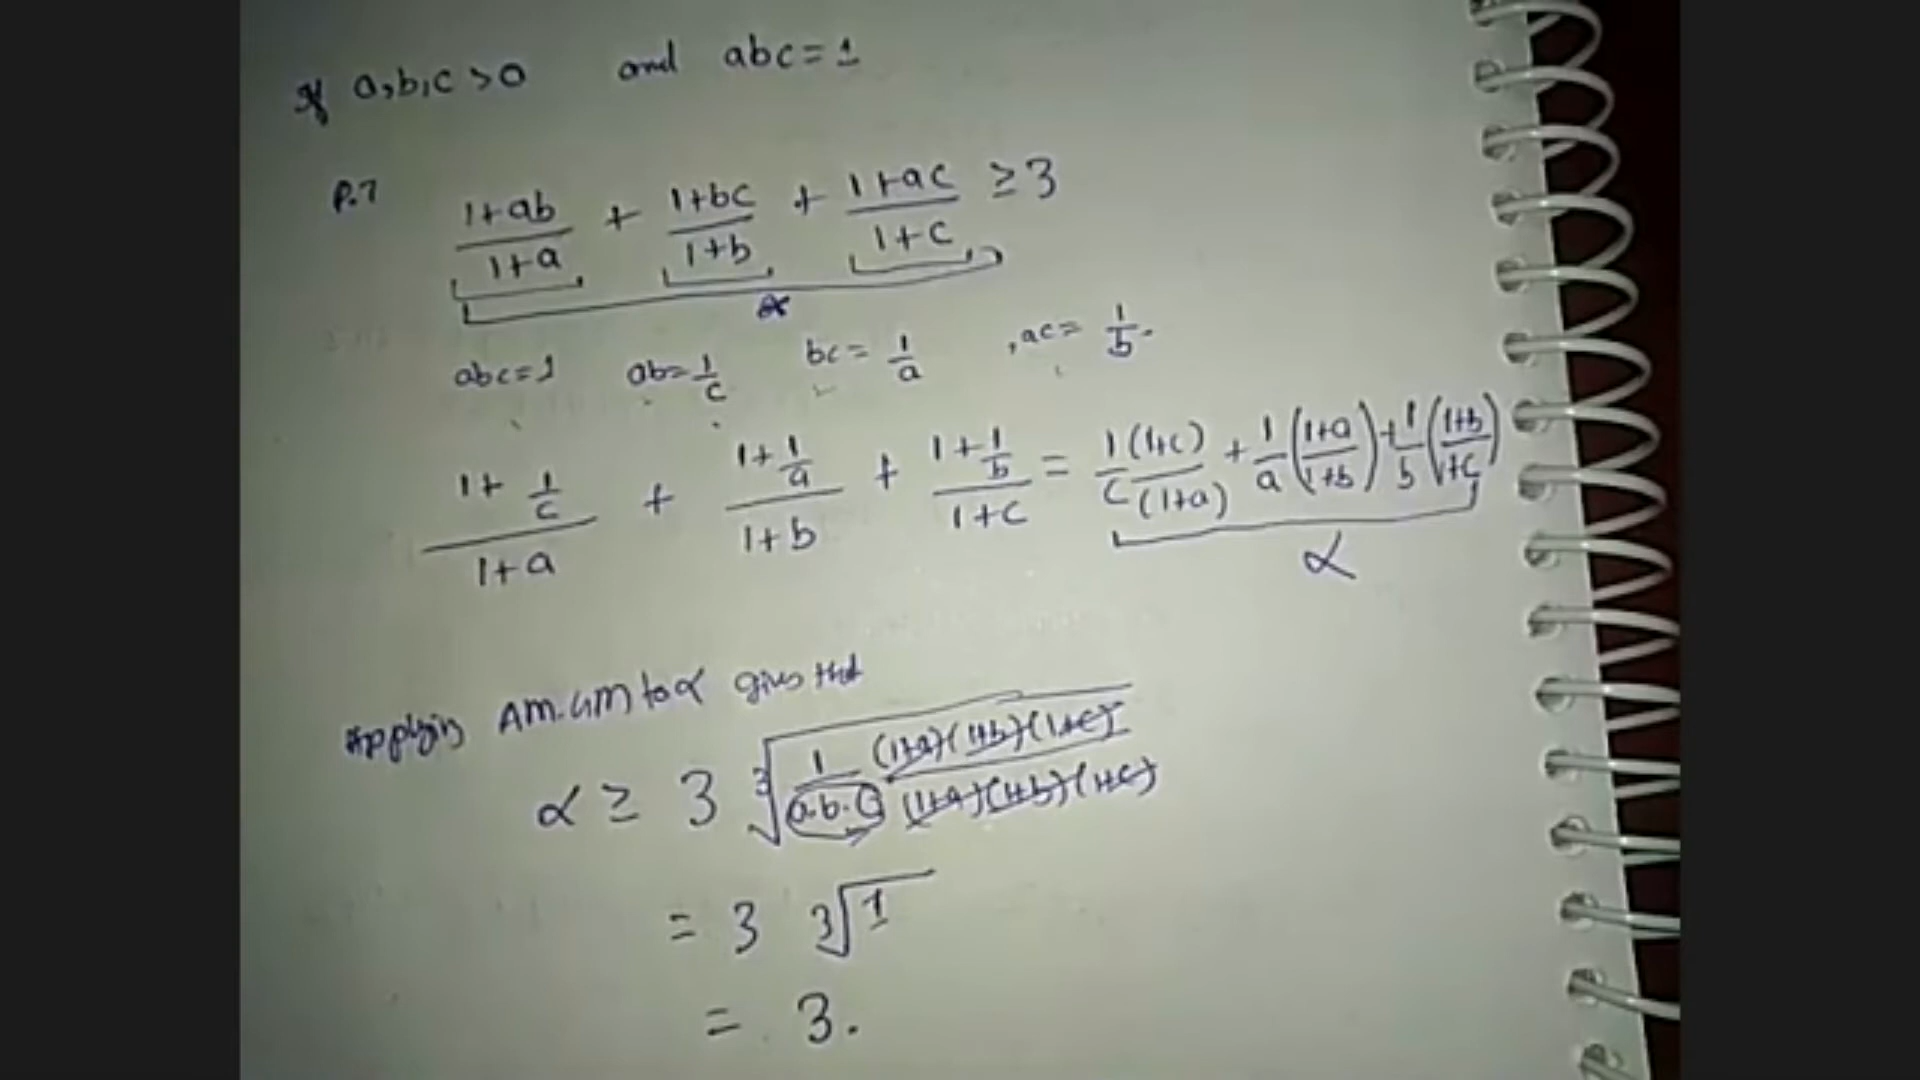 If a,b,c >0 and abc=1
P.T (1+ab)/(1+a) + (1+bc)/(1+b) + (1+ac)/(1+c) ≥ 3
α
abc=1 ab=1/c bc=1/a ,ac=1/b.
(1+1/c)/(1+a) + (1+1/a)/(1+b) + (1+1/b)/(1+c) = 1/c (1+c)/(1+a) + 1/a ((1+a)/(1+b)) + 1/b ((1+b)/(1+c))
α
Applying AM-GM to α gives that
α ≥ 3 ∛(1/(a.b.c) (1+a)(1+b)(1+c)/(1+a)(1+b)(1+c))
= 3 ∛1
= 3.